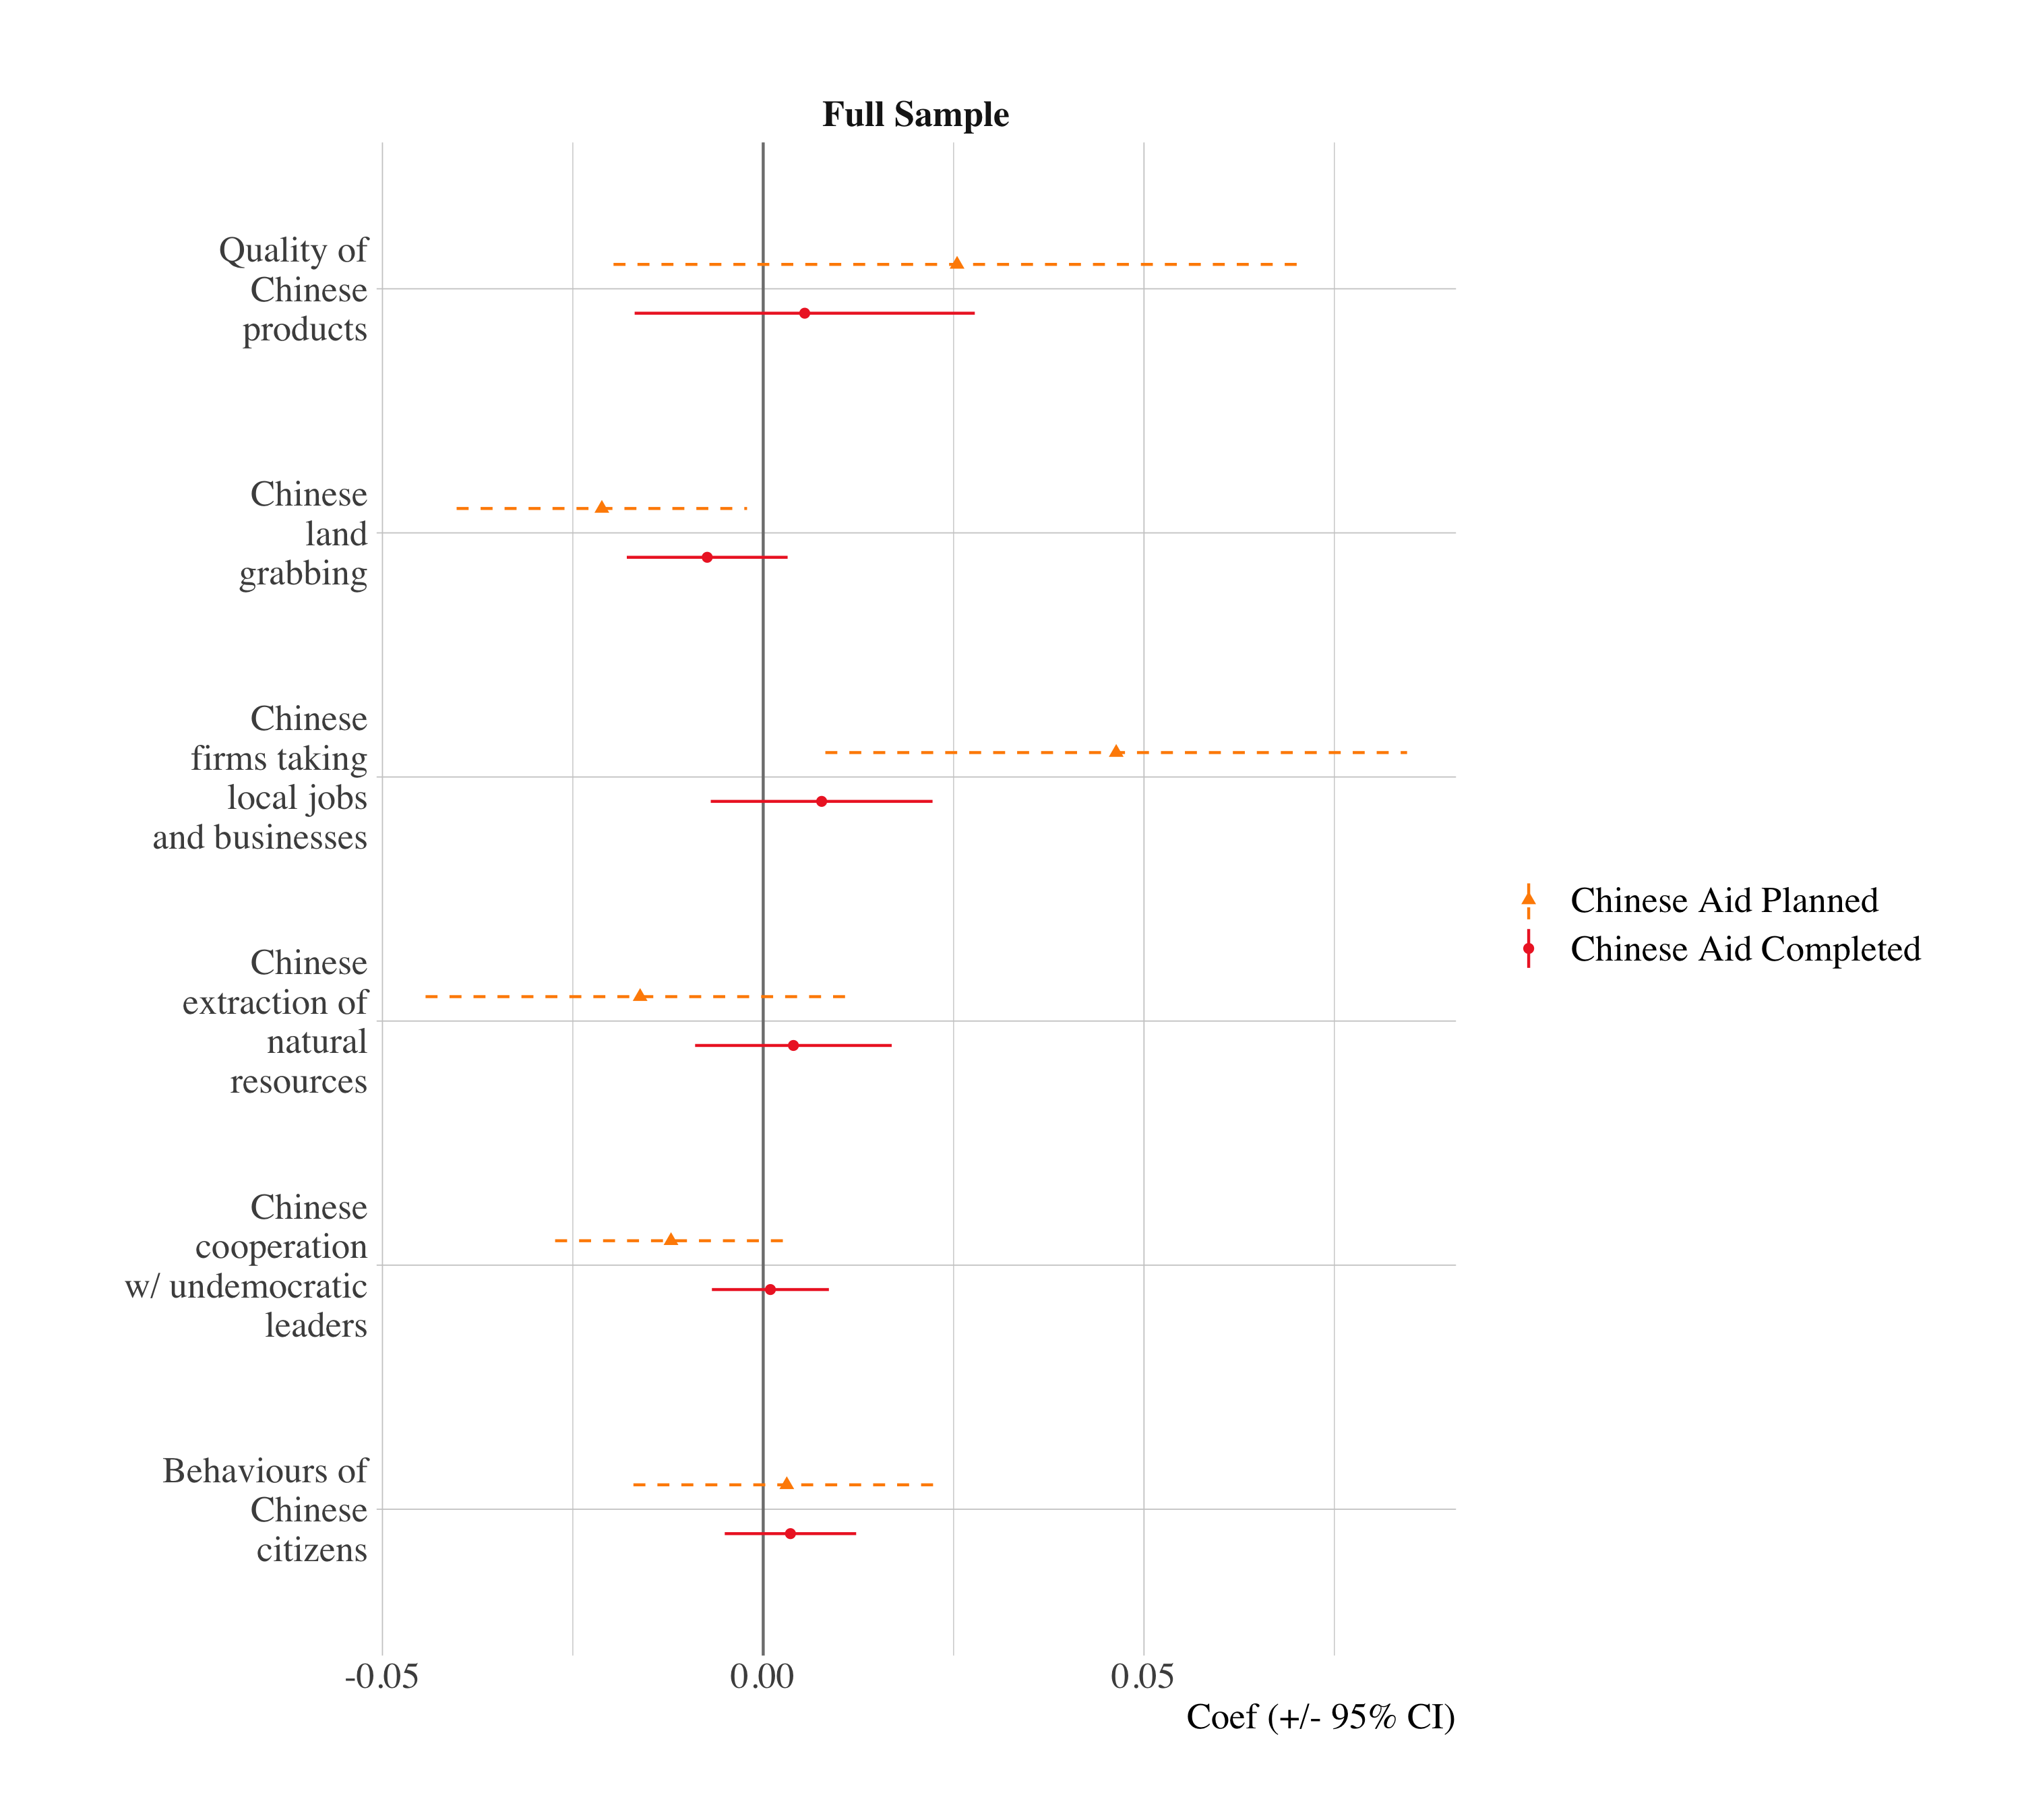 Full Sample
Quality of
Chinese
products
Chinese
land
grabbing
Chinese
firms taking
local jobs
and businesses
Chinese
extraction of
natural
resources
Chinese
cooperation
w/ undemocratic
leaders
Behaviours of
Chinese
citizens
-0.05 0.00 0.05
Coef (+/- 95% CI)
Chinese Aid Planned
Chinese Aid Completed